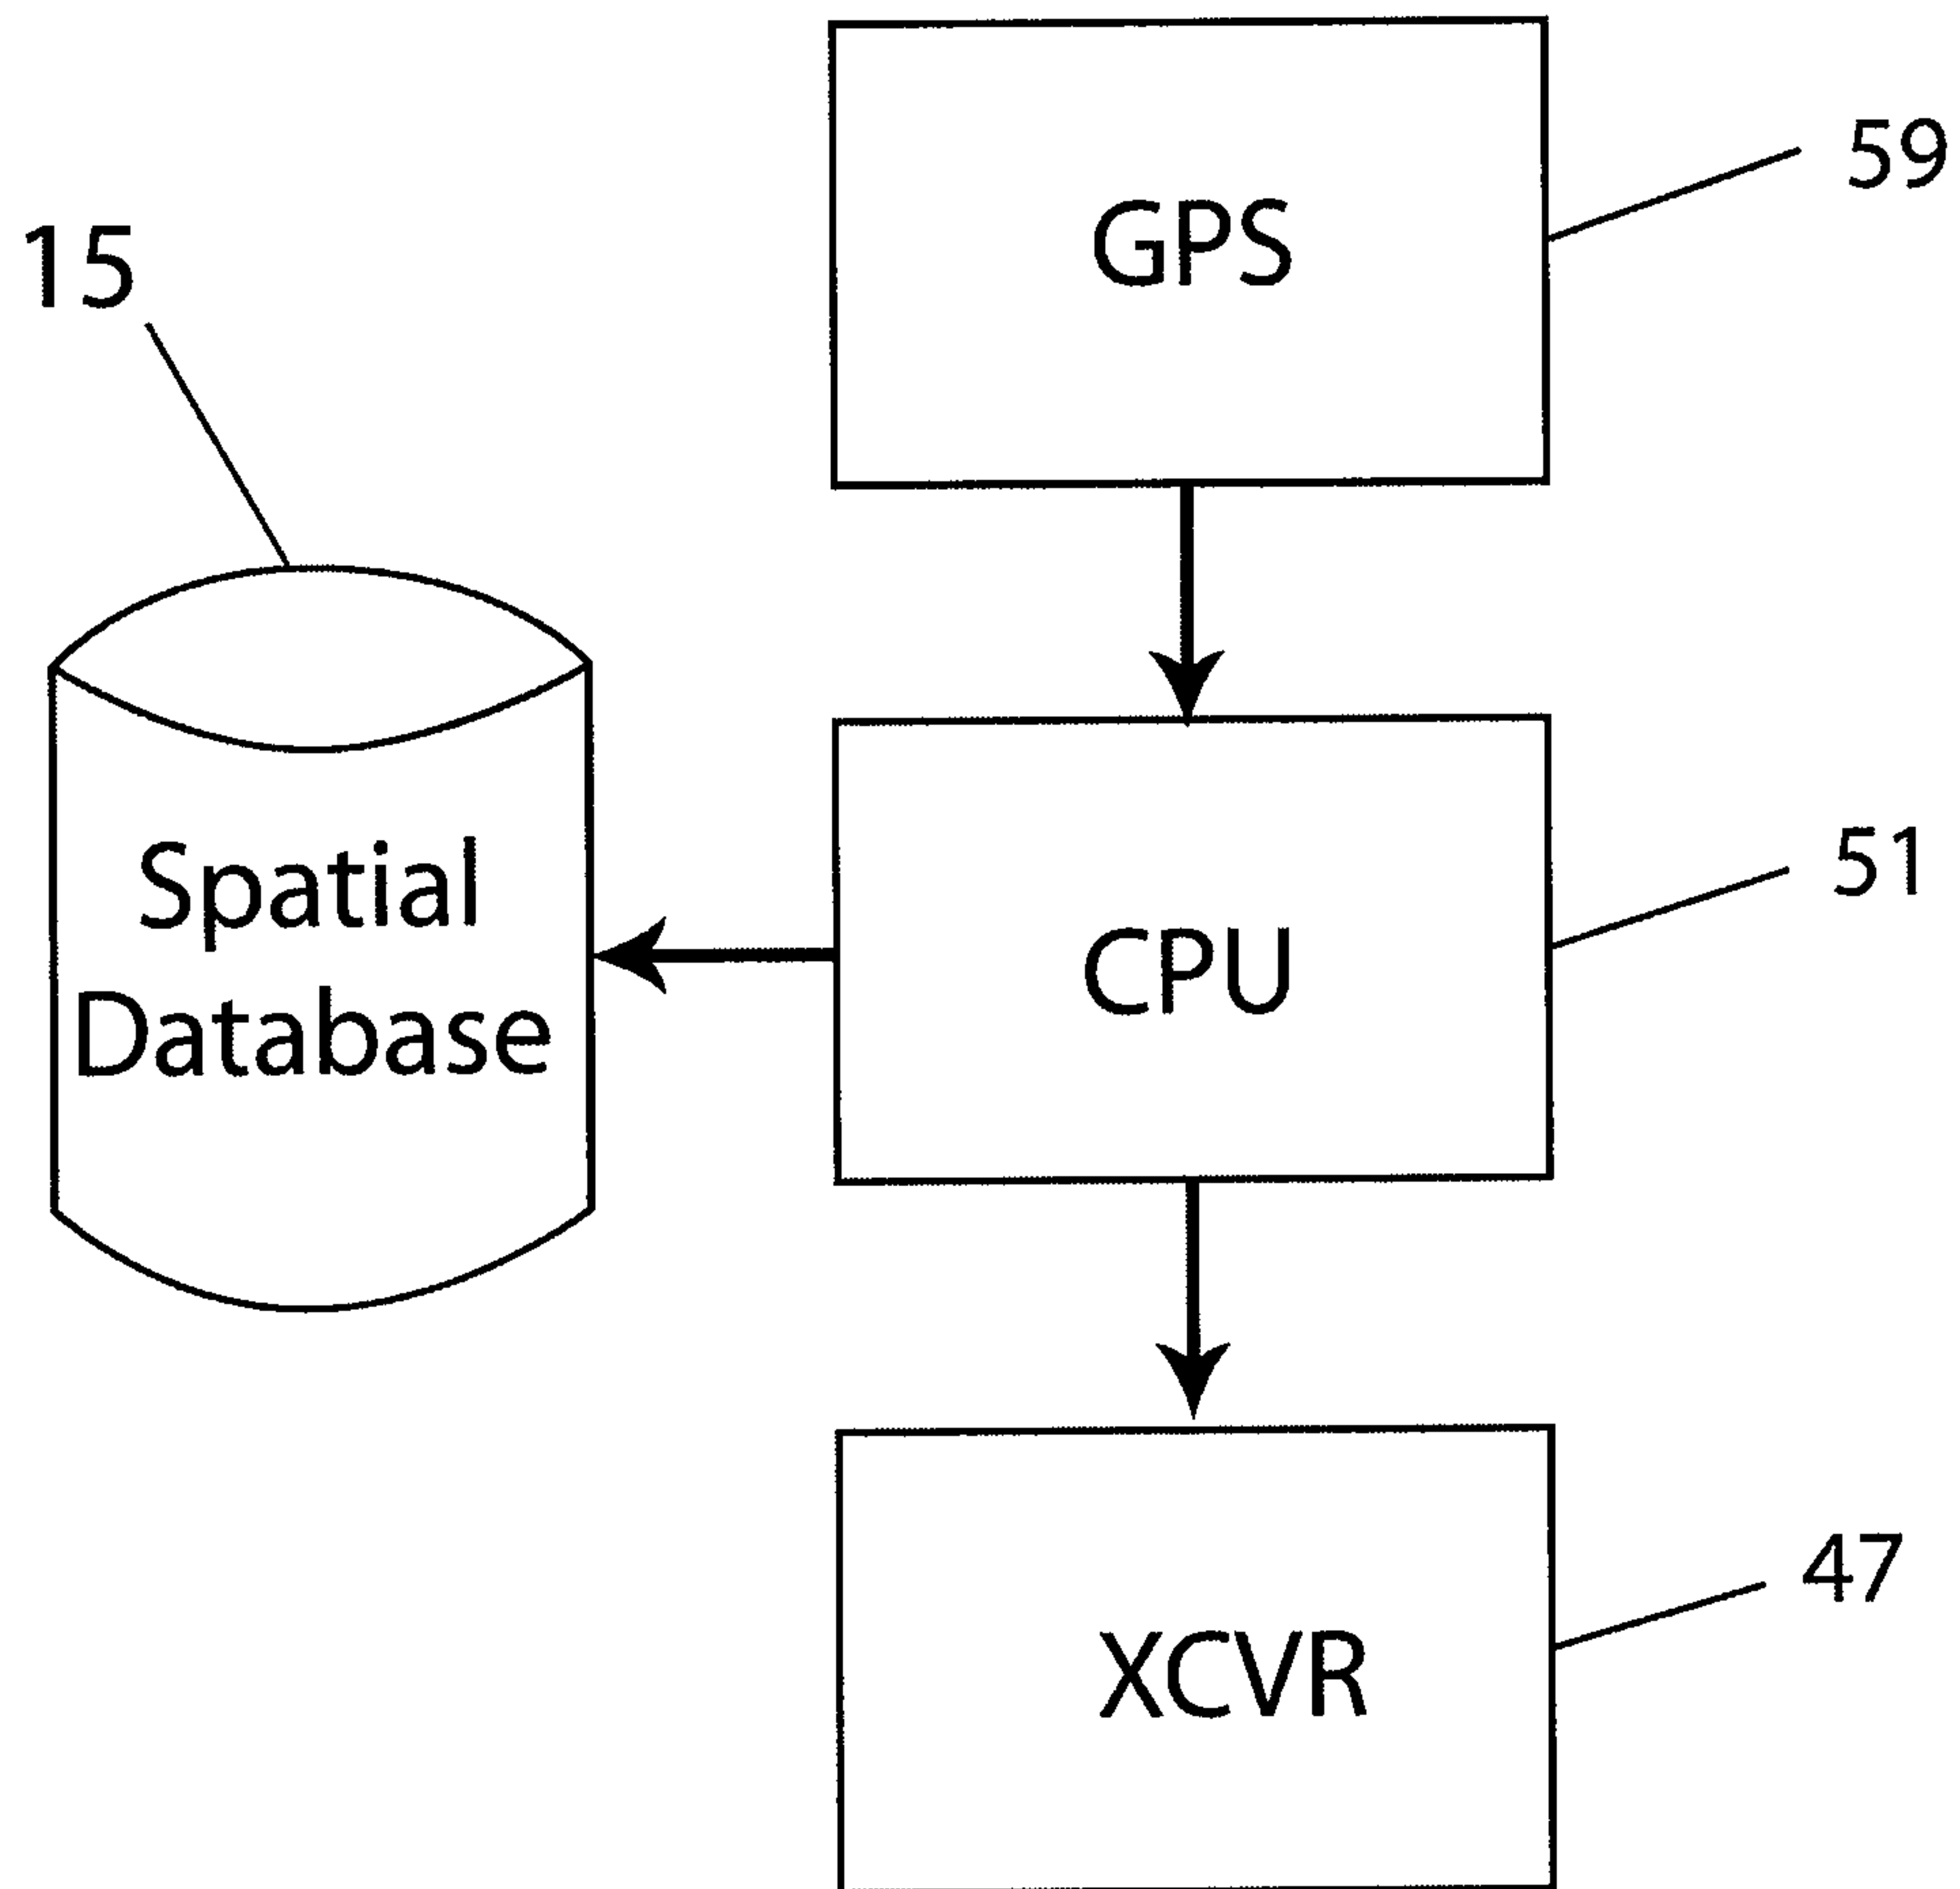 GPS
59
15
Spatial
Database
CPU
51
XCVR
47